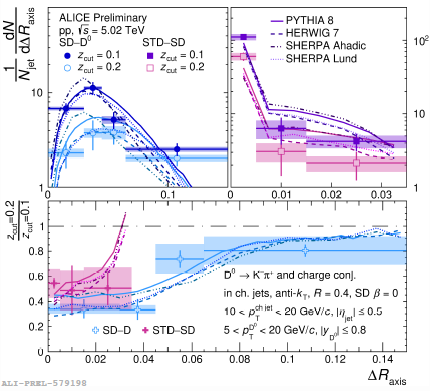 1/N_jet dN/dΔR_axis
ALICE Preliminary
pp, √s = 5.02 TeV
SD–D⁰ STD–SD
z_cut = 0.1 z_cut = 0.1
z_cut = 0.2 z_cut = 0.2
PYTHIA 8
HERWIG 7
SHERPA Ahadic
SHERPA Lund
10
1
10²
10
1
0 0.05 0.1
0 0.01 0.02 0.03
z_cut=0.2 / z_cut=0.1
1
0.8
0.6
0.4
0.2
0
D⁰ → K⁻π⁺ and charge conj.
in ch. jets, anti-k_T, R = 0.4, SD β = 0
10 < p_T^ch jet < 20 GeV/c, |η_jet| ≤ 0.5
5 < p_T^D⁰ < 20 GeV/c, |y_D⁰| ≤ 0.8
SD–D STD–SD
0 0.02 0.04 0.06 0.08 0.1 0.12 0.14
ΔR_axis
ALI-PREL-579198